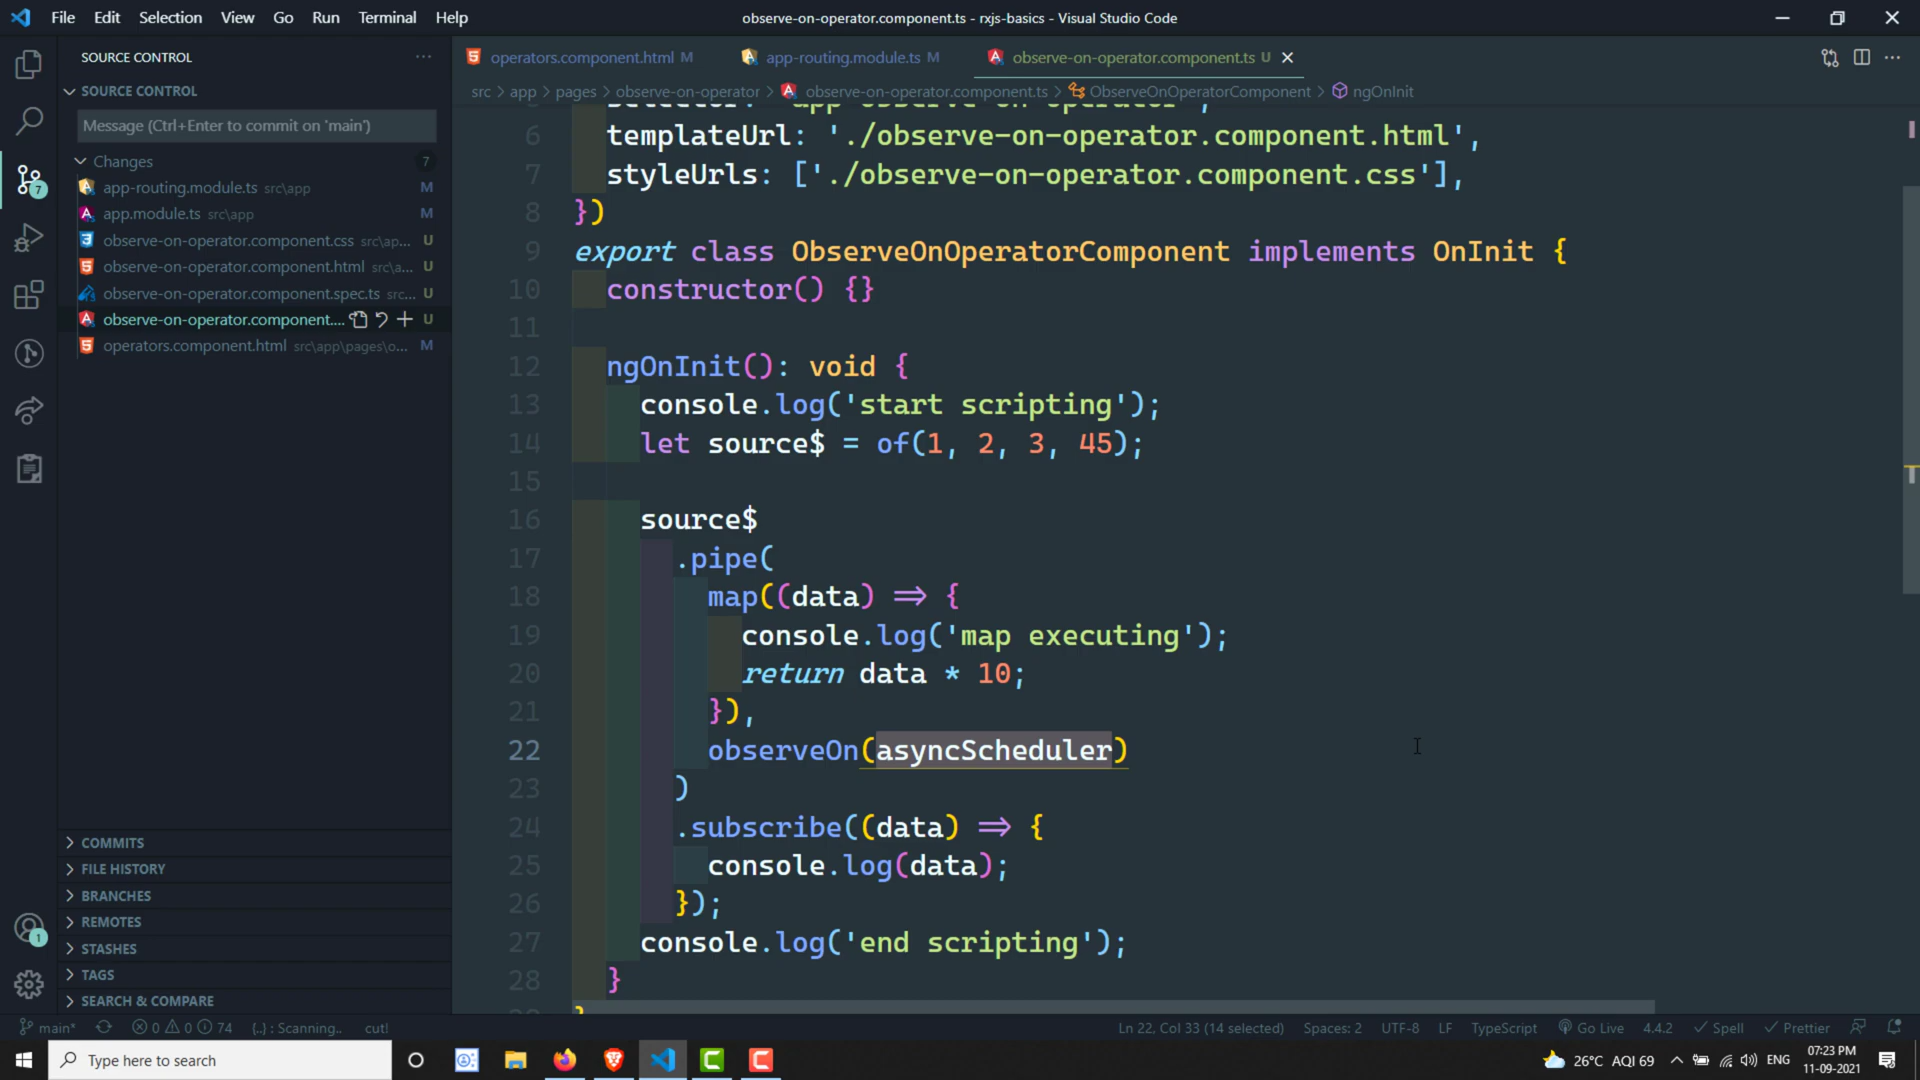 File Edit Selection View Go Run Terminal Help
observe-on-operator.component.ts - rxjs-basics - Visual Studio Code
SOURCE CONTROL
SOURCE CONTROL
Message (Ctrl+Enter to commit on 'main')
Changes 7
app-routing.module.ts src\app M
app.module.ts src\app M
observe-on-operator.component.css src\ap... U
observe-on-operator.component.html src\a... U
observe-on-operator.component.spec.ts src... U
observe-on-operator.component.... U
operators.component.html src\app\pages\o... M
7
COMMITS
FILE HISTORY
BRANCHES
REMOTES
STASHES
TAGS
SEARCH & COMPARE
1
operators.component.html M app-routing.module.ts M observe-on-operator.component.ts U
src > app > pages > observe-on-operator > observe-on-operator.component.ts > ObserveOnOperatorComponent > ngOnInit
6 templateUrl: './observe-on-operator.component.html',
7 styleUrls: ['./observe-on-operator.component.css'],
8 })
9 export class ObserveOnOperatorComponent implements OnInit {
10 constructor() {}
11
12 ngOnInit(): void {
13 console.log('start scripting');
14 let source$ = of(1, 2, 3, 45);
15
16 source$
17 .pipe(
18 map((data) => {
19 console.log('map executing');
20 return data * 10;
21 }),
22 observeOn(asyncScheduler)
23 )
24 .subscribe((data) => {
25 console.log(data);
26 });
27 console.log('end scripting');
28 }
main* 0 0 74 {..} : Scanning.. cut! Ln 22, Col 33 (14 selected) Spaces: 2 UTF-8 LF TypeScript Go Live 4.4.2 Spell Prettier
Type here to search
26°C AQI 69 ENG
07:23 PM
11-09-2021